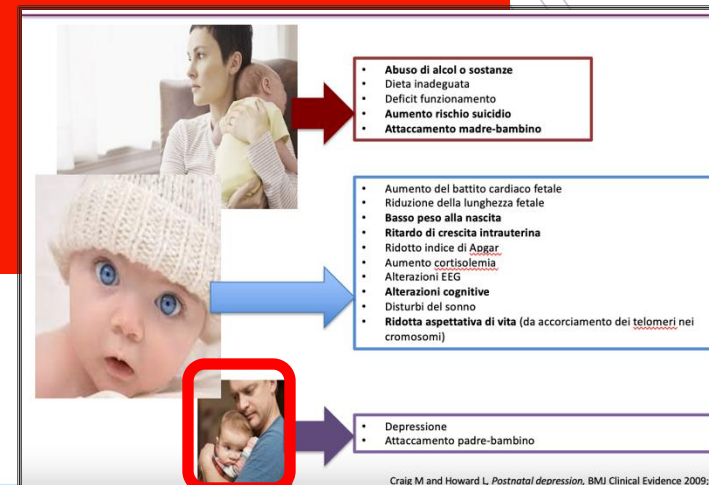 • Abuso di alcol o sostanze
• Dieta inadeguata
• Deficit funzionamento
• Aumento rischio suicidio
• Attaccamento madre-bambino
• Aumento del battito cardiaco fetale
• Riduzione della lunghezza fetale
• Basso peso alla nascita
• Ritardo di crescita intrauterina
• Ridotto indice di Apgar
• Aumento cortisolemia
• Alterazioni EEG
• Alterazioni cognitive
• Disturbi del sonno
• Ridotta aspettativa di vita (da accorciamento dei telomeri nei
cromosomi)
• Depressione
• Attaccamento padre-bambino
Craig M and Howard L, Postnatal depression, BMJ Clinical Evidence 2009;